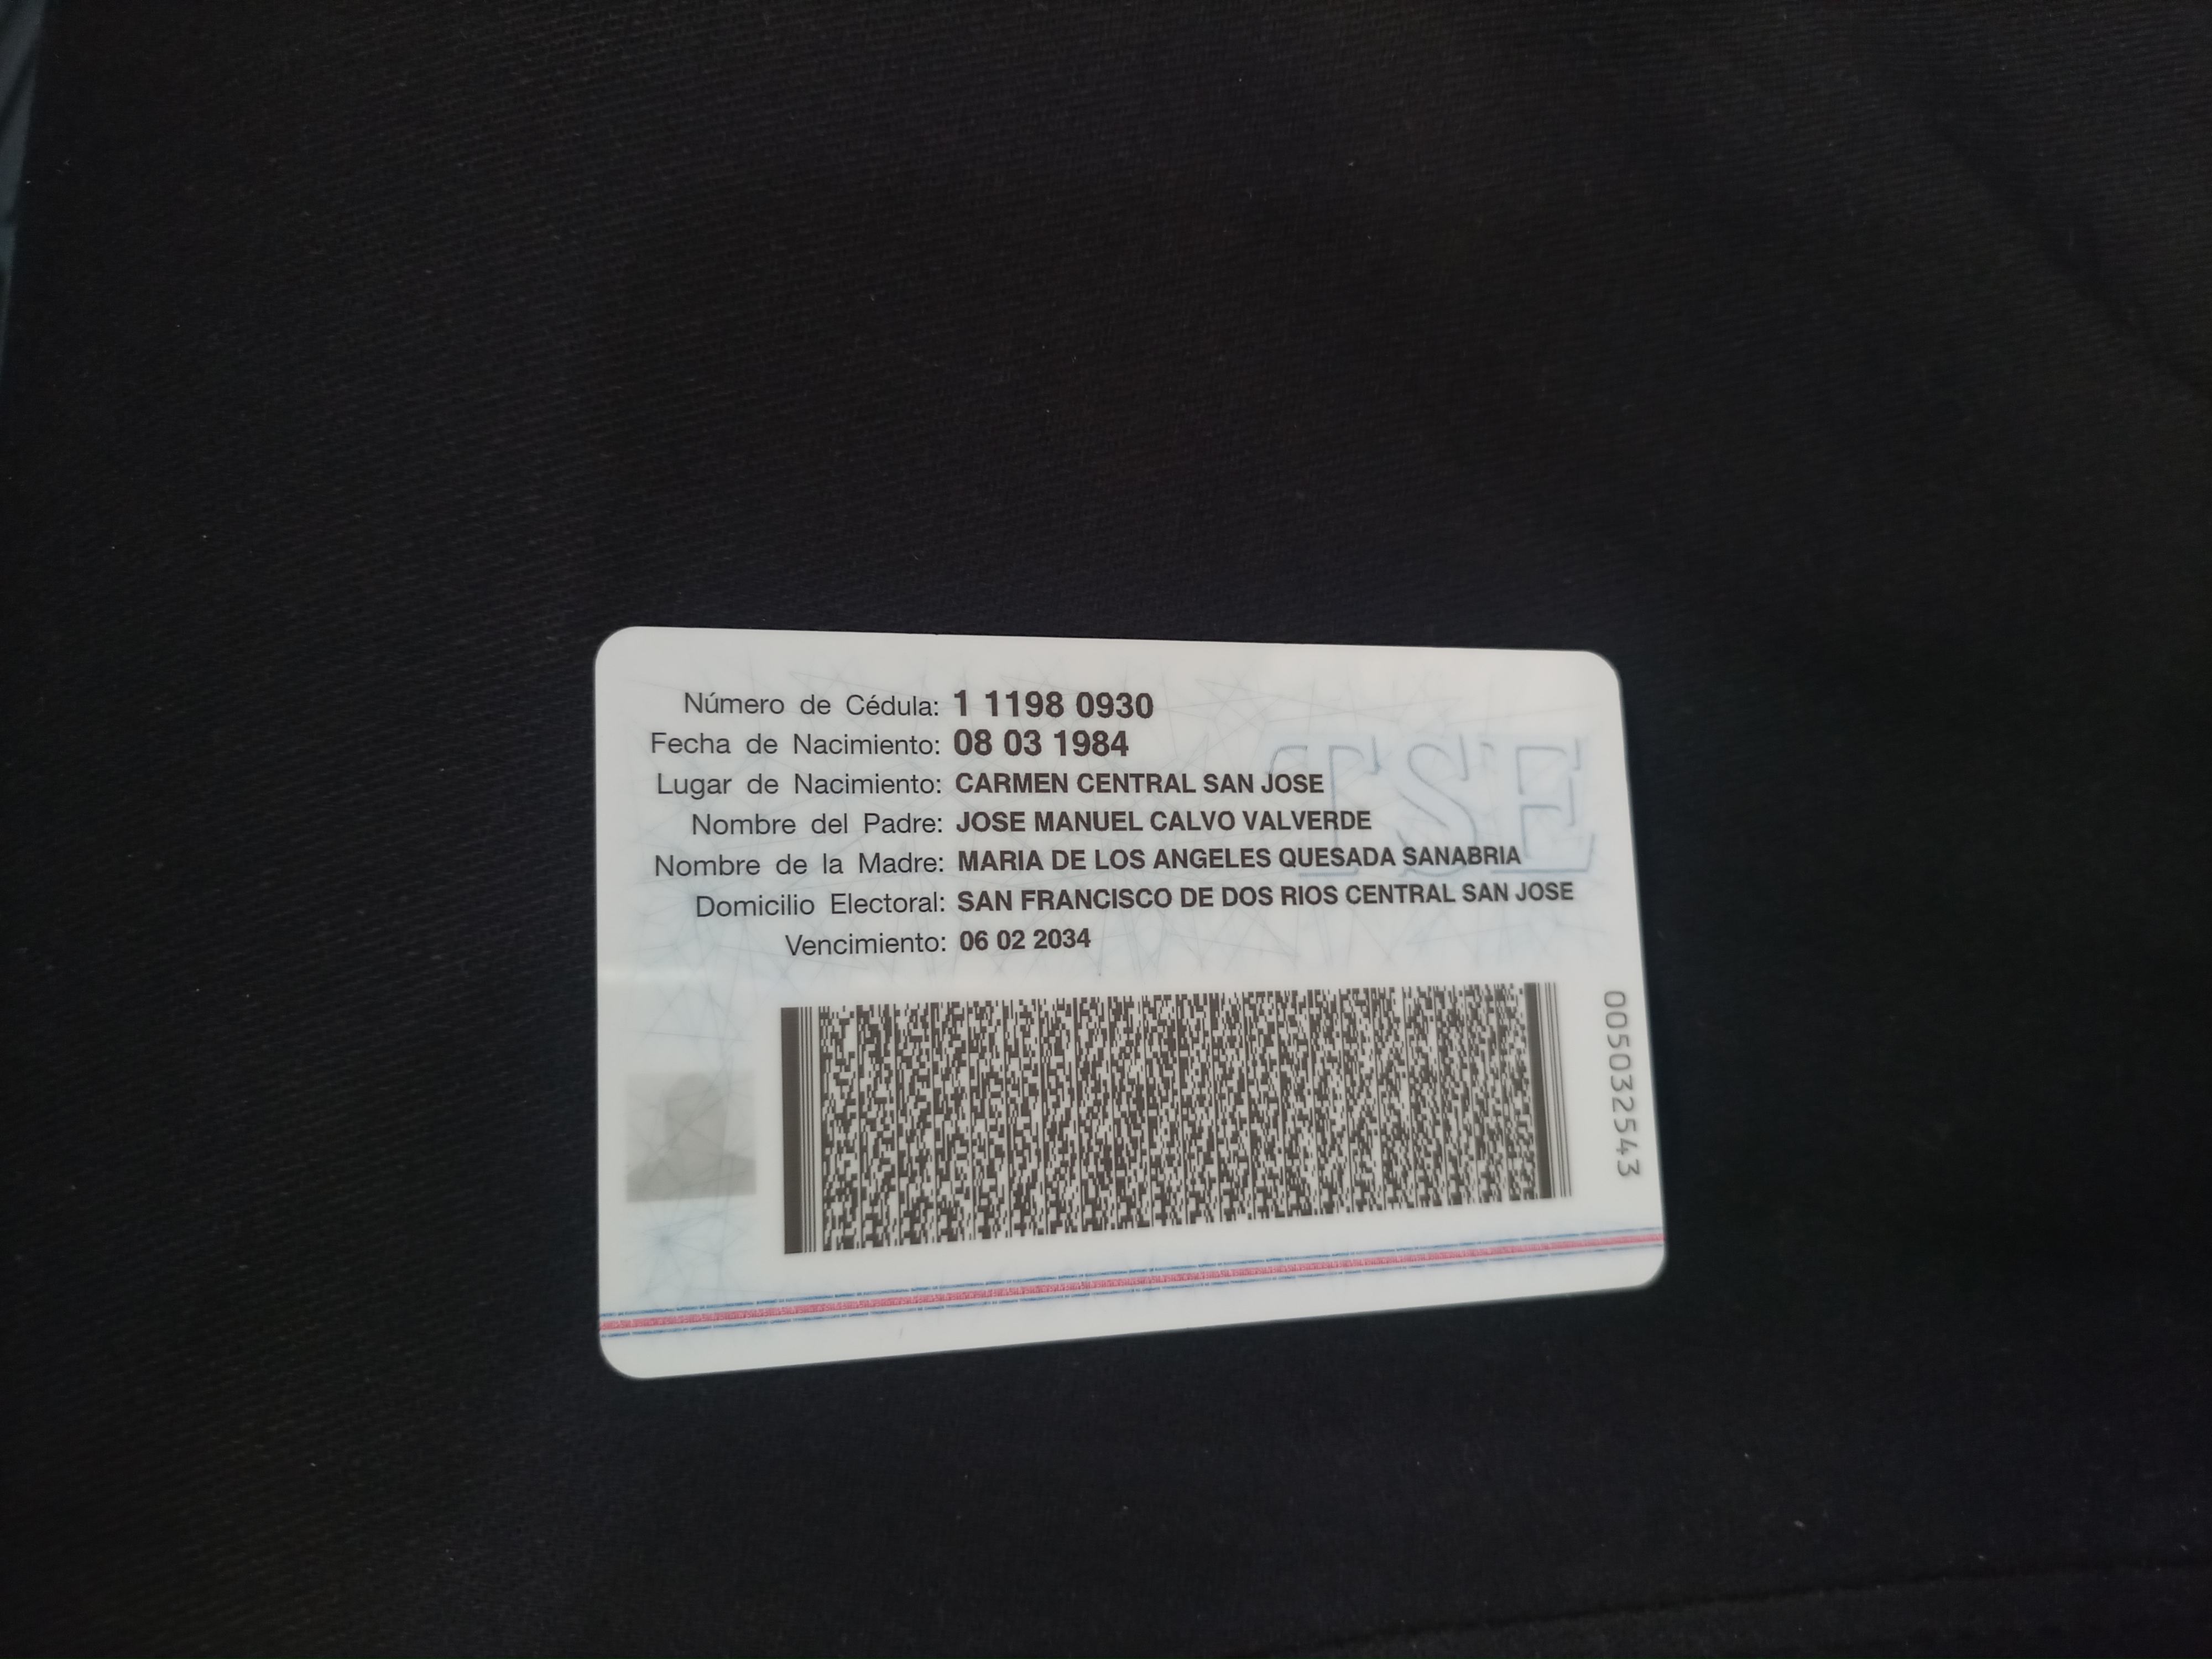 Número de Cédula: 1 1198 0930
Fecha de Nacimiento: 08 03 1984
Lugar de Nacimiento: CARMEN CENTRAL SAN JOSE
Nombre del Padre: JOSE MANUEL CALVO VALVERDE
Nombre de la Madre: MARIA DE LOS ANGELES QUESADA SANABRIA
Domicilio Electoral: SAN FRANCISCO DE DOS RIOS CENTRAL SAN JOSE
Vencimiento: 06 02 2034
TSE
005032543